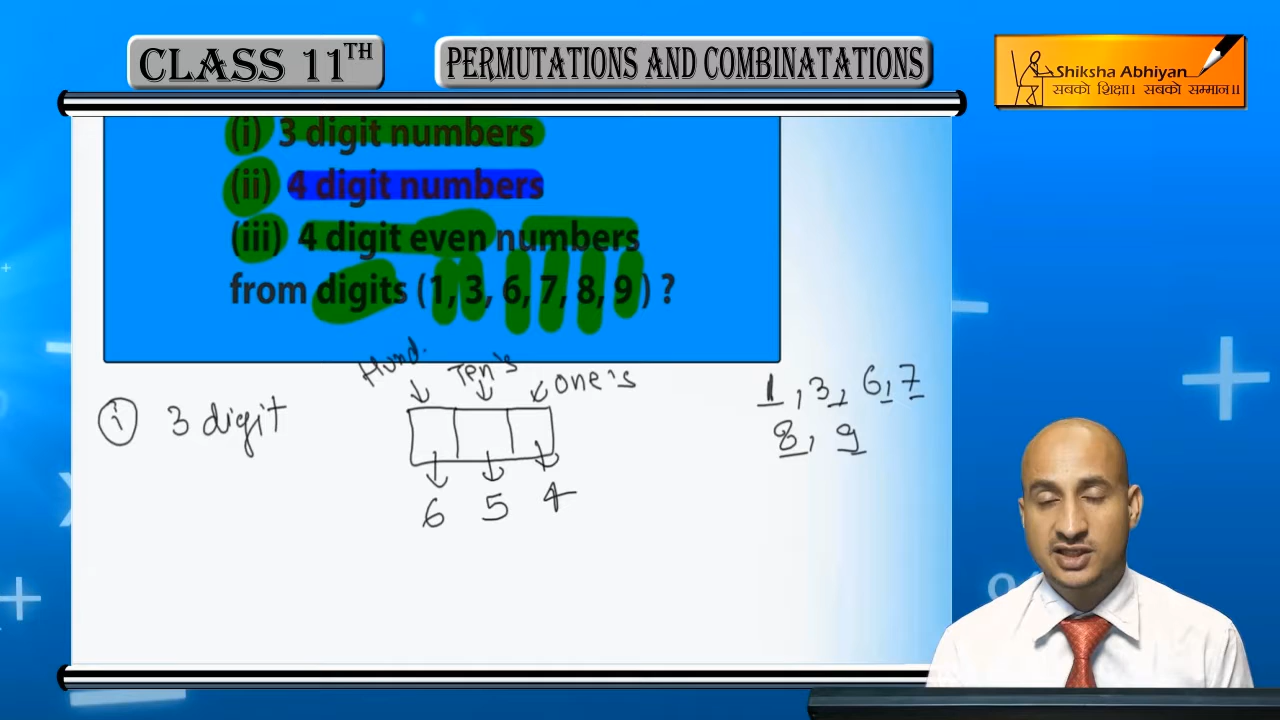 CLASS 11TH
PERMUTATIONS AND COMBINATATIONS
Shiksha Abhiyan
सबको शिक्षा। सबको सम्मान॥
(i) 3 digit numbers
(ii) 4 digit numbers
(iii) 4 digit even numbers
from digits (1, 3, 6, 7, 8, 9) ?
Hund. Ten's One's
(i) 3 digit
6 5 4
1, 3, 6, 7
8, 9